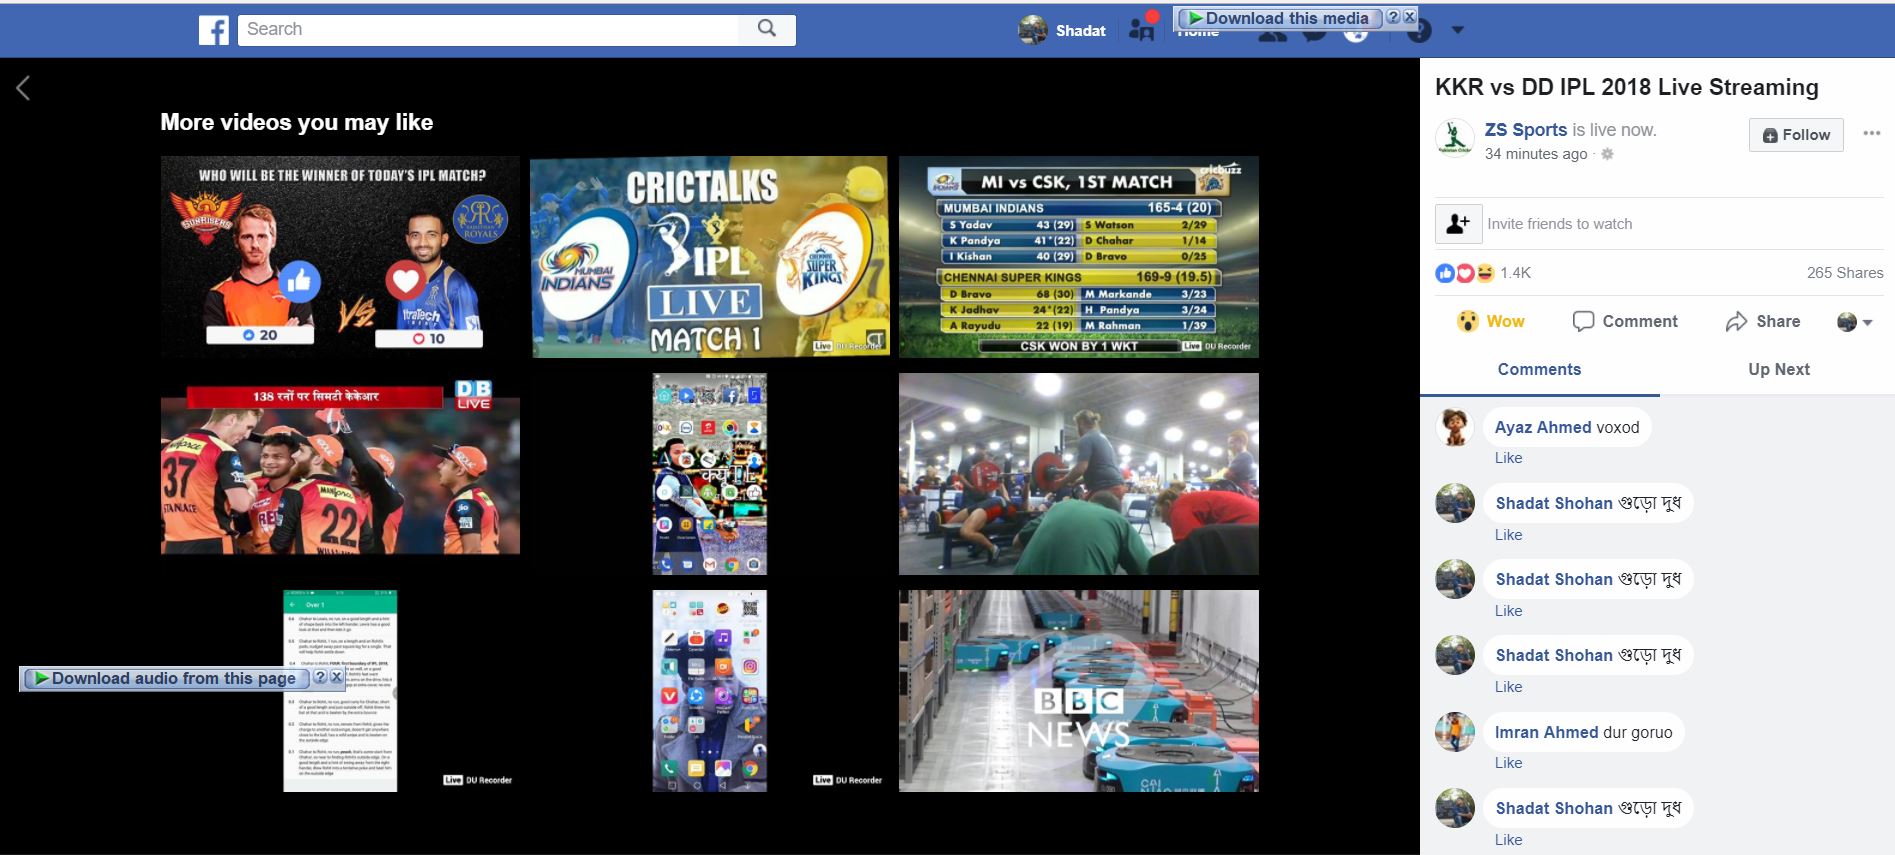 Search
Shadat
Home
Download this media
KKR vs DD IPL 2018 Live Streaming
ZS Sports is live now.
34 minutes ago
Follow
Invite friends to watch
1.4K
265 Shares
Wow
Comment
Share
Comments
Up Next
Ayaz Ahmed voxod
Like
Shadat Shohan গুড়ো দুধ
Like
Shadat Shohan গুড়ো দুধ
Like
Shadat Shohan গুড়ো দুধ
Like
Imran Ahmed dur goruo
Like
Shadat Shohan গুড়ো দুধ
Like
More videos you may like
WHO WILL BE THE WINNER OF TODAY'S IPL MATCH?
SUNRISERS
RAJASTHAN
ROYALS
VS
20
10
CRICTALKS
MUMBAI
INDIANS
IPL
CHENNAI
SUPER
KINGS
LIVE
MATCH 1
Live DU Recorder
cricbuzz
MI vs CSK, 1ST MATCH
MUMBAI INDIANS 165-4 (20)
S Yadav 43 (29) S Watson 2/29
K Pandya 41*(22) D Chahar 1/14
I Kishan 40 (29) D Bravo 0/25
CHENNAI SUPER KINGS 169-9 (19.5)
D Bravo 68 (30) M Markande 3/23
K Jadhav 24*(22) H Pandya 3/24
A Rayudu 22 (19) M Rahman 1/39
CSK WON BY 1 WKT
Live DU Recorder
138 रनों पर सिमटी केकेआर
DB
LIVE
37
STANLAKE
22
Over 1
Download audio from this page
Live DU Recorder
Live DU Recorder
BBC
NEWS